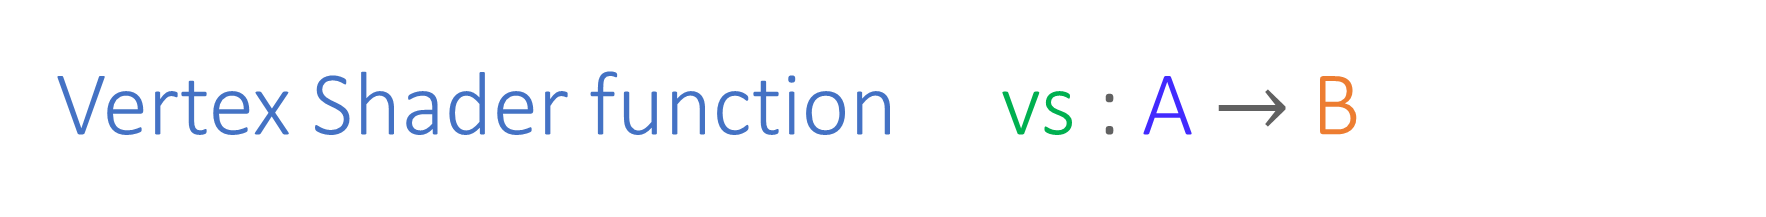 Vertex Shader function vs : A → B